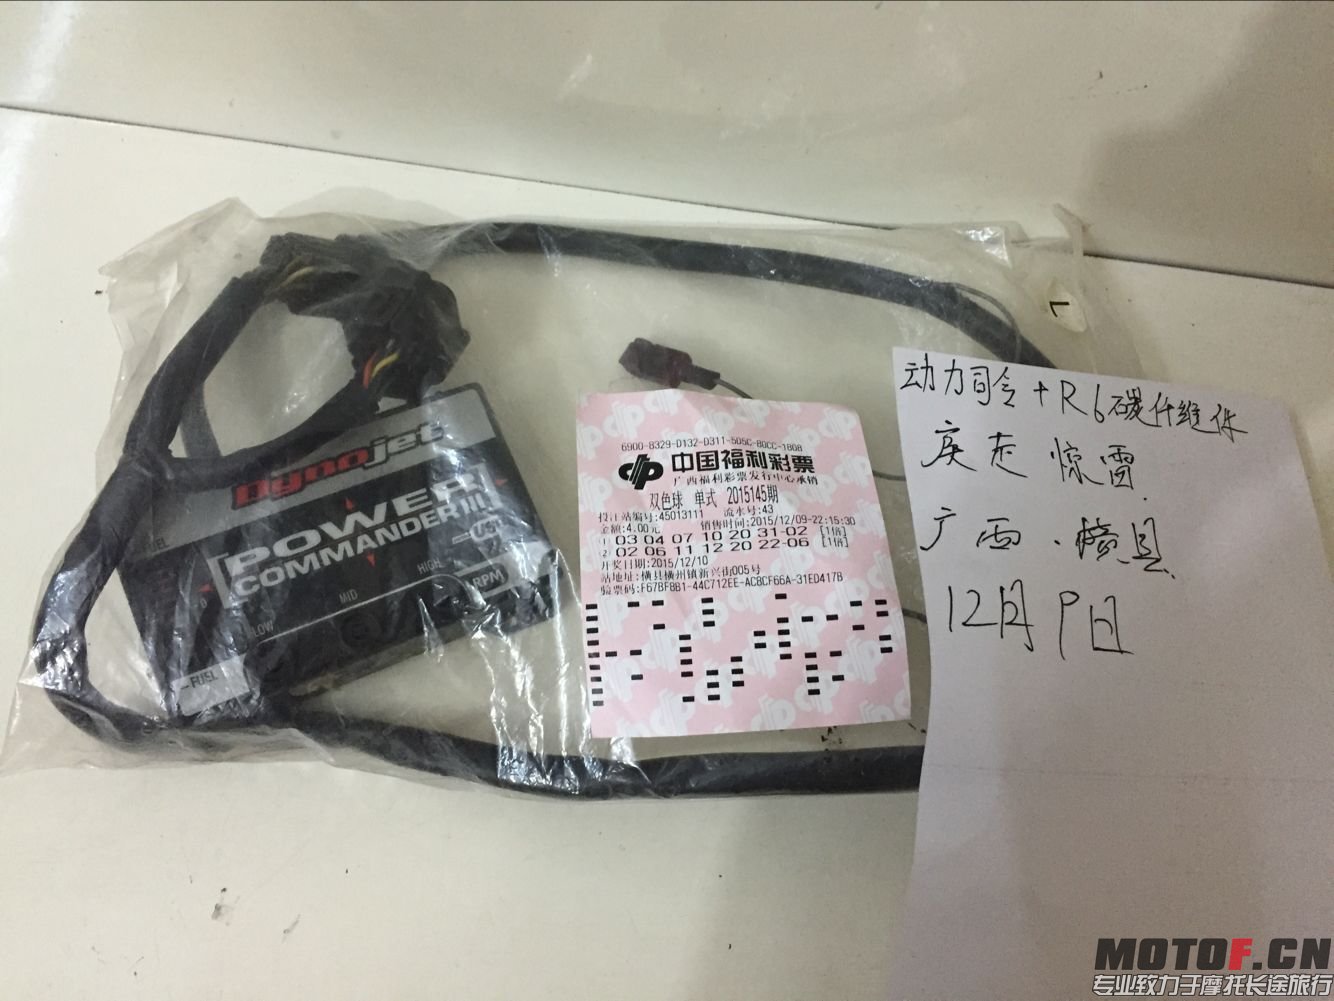 Dynojet
POWER
COMMANDER III
USB
FUEL
HIGH
MID
LOW
RPM
-FUEL
L
6900-8329-D132-D311-505C-80CC-1808
中国福利彩票
广西福利彩票发行中心承销
双色球 单式 2015145期
投注站编号:45013111 流水号:43
金额:4.00元 销售时间:2015/12/09-22:15:30
① 03 04 07 10 20 31-02 [1倍]
② 02 06 11 12 20 22-06 [1倍]
开奖日期:2015/12/10
站地址:横县横州镇新兴街005号
验票码:F67BF8B1-44C712EE-AC8CF66A-31ED417B
动力司令+R6碳什维体
疾走 惊雷.
广西.横县.
12月9日
MOTOF.CN
专业致力于摩托长途旅行